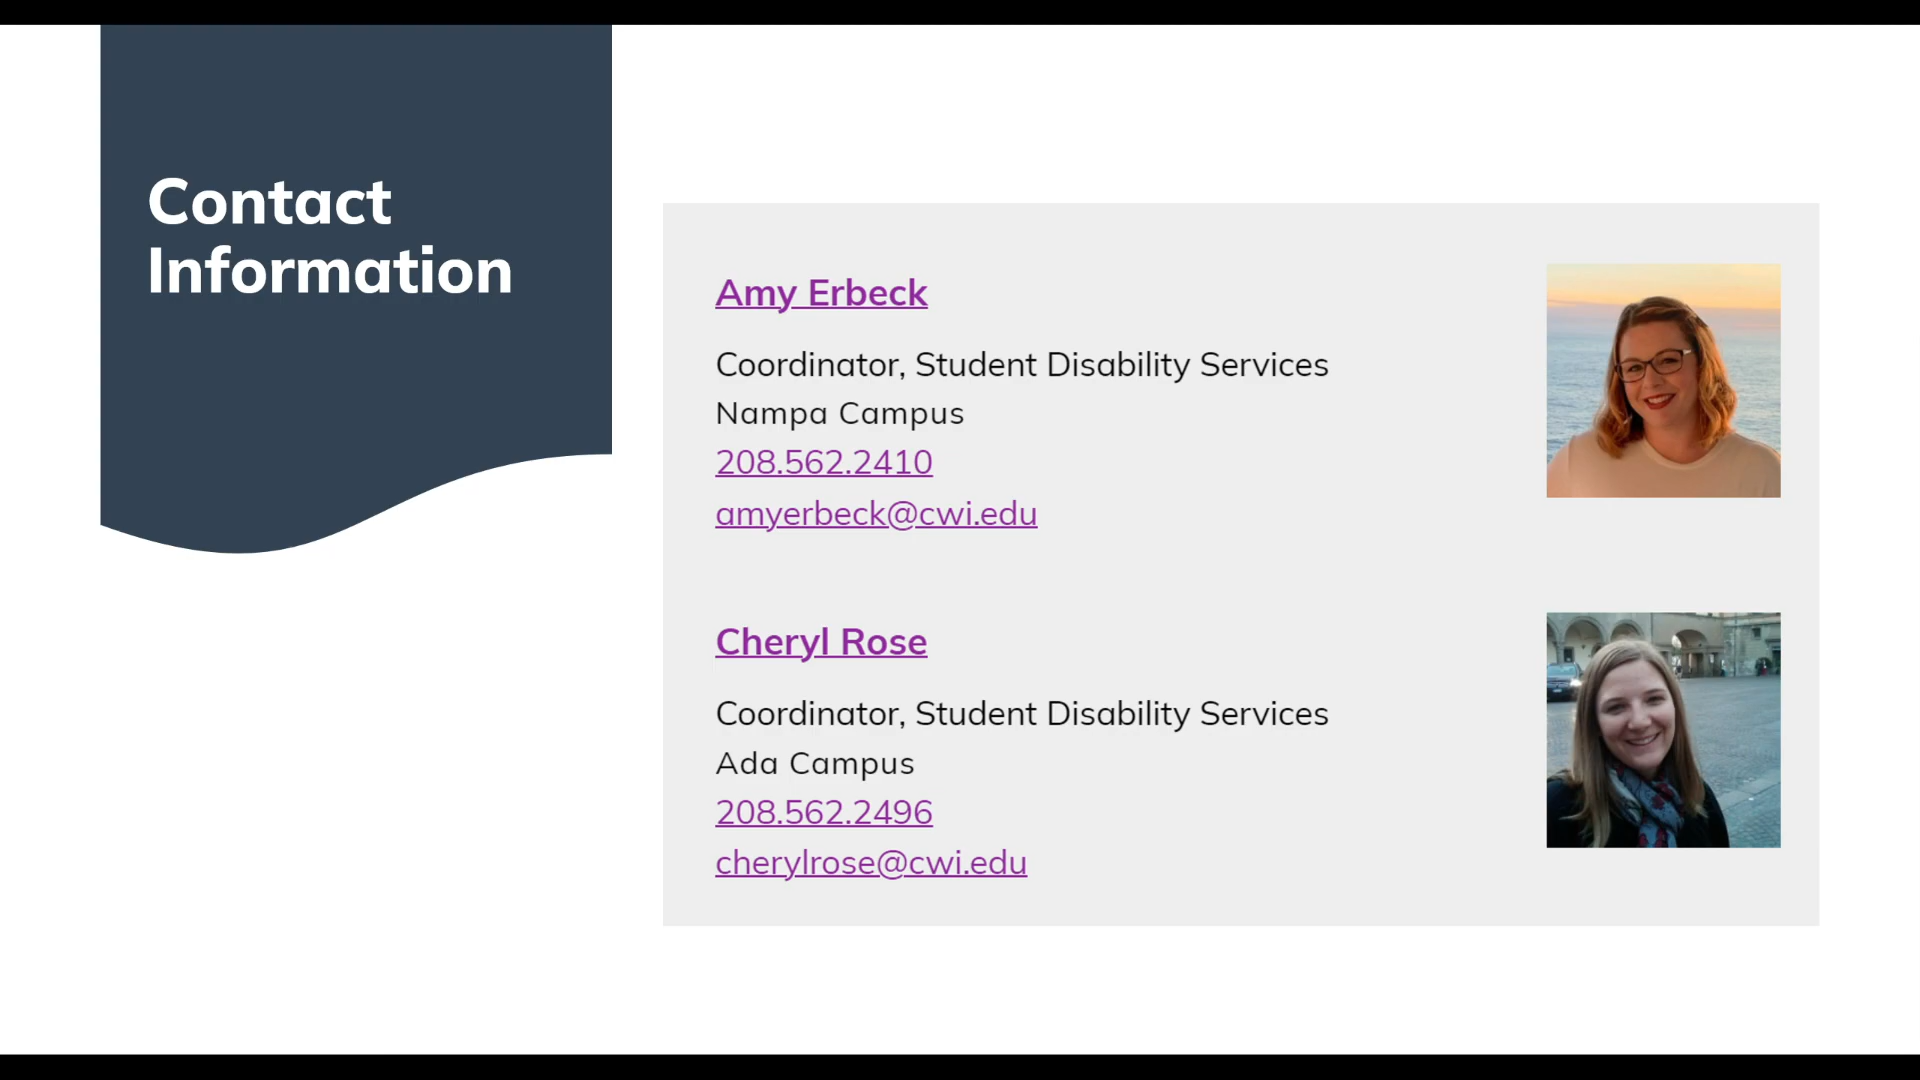 Contact
Information
Amy Erbeck
Coordinator, Student Disability Services
Nampa Campus
208.562.2410
amyerbeck@cwi.edu
Cheryl Rose
Coordinator, Student Disability Services
Ada Campus
208.562.2496
cherylrose@cwi.edu